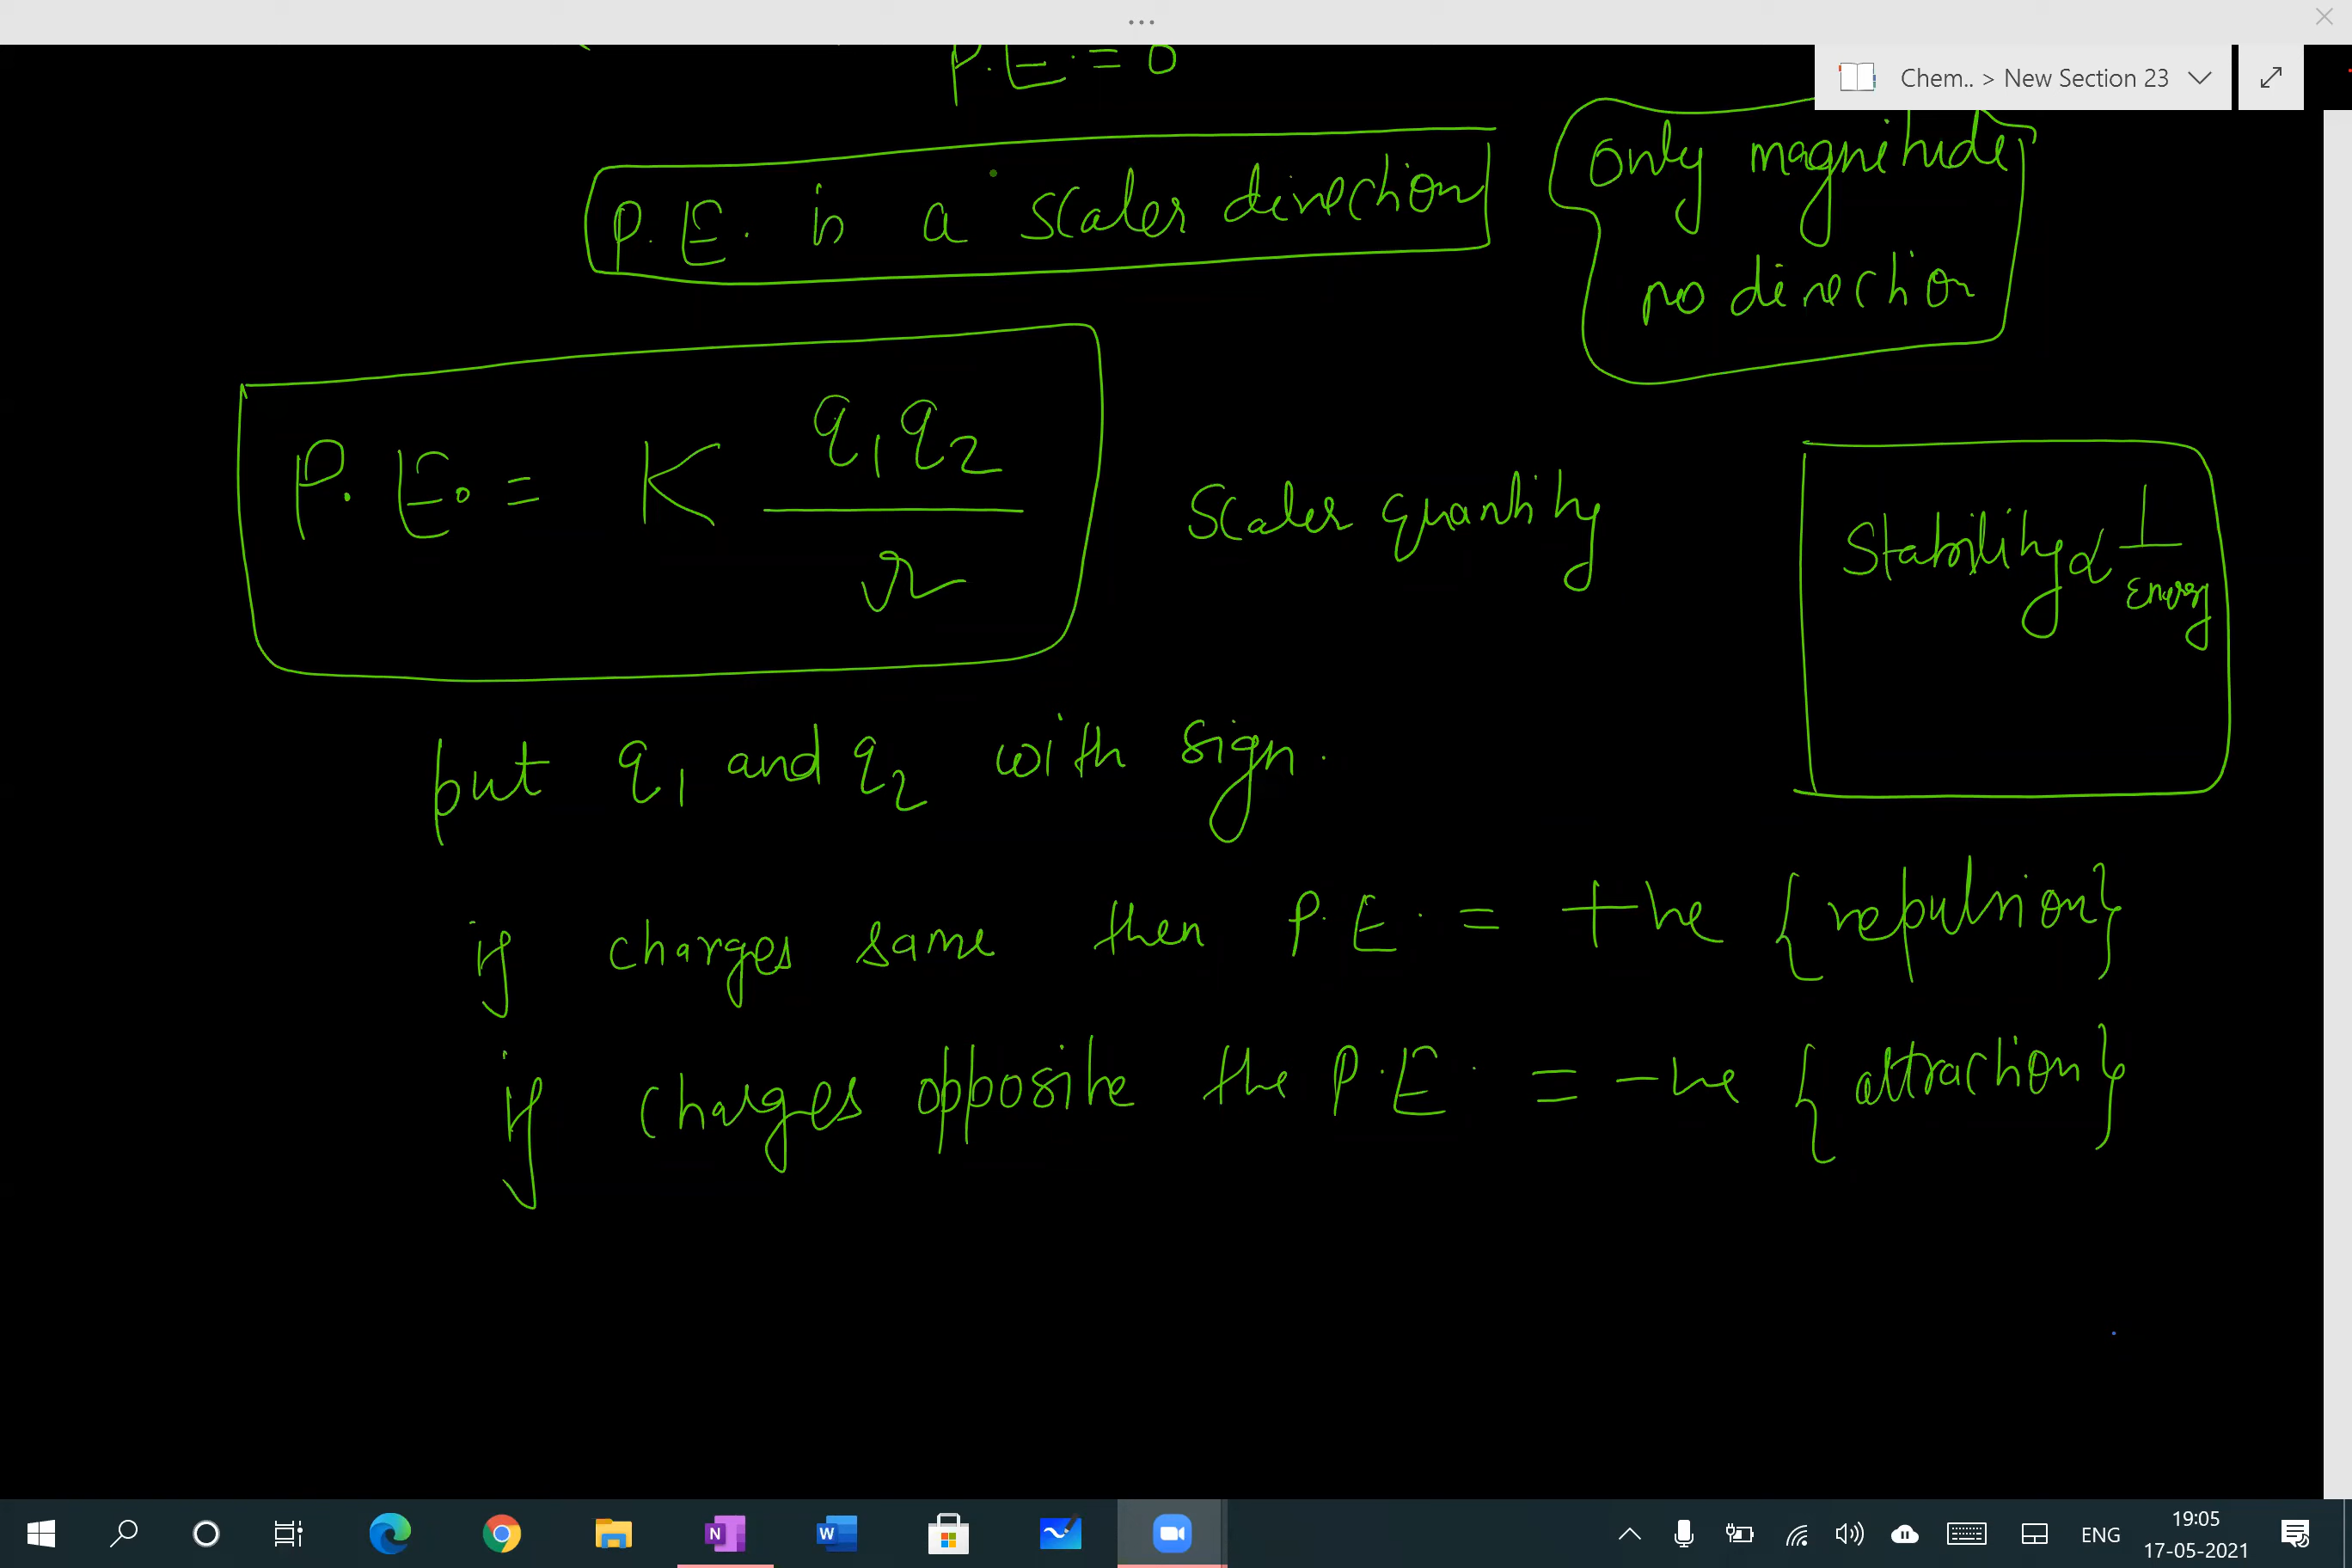 P.E. = 0
Chem.. > New Section 23
P.E. is a scaler direction
only magnitude,
no direction
P.E. = K q1q2 / r
Scaler quantity
Stability ∝ 1 / Energy
put q1 and q2 with sign.
if charges same then P.E. = +ve {repulsion}
if charges opposite the P.E. = -ve {attraction}
N
W
ENG
19:05
17-05-2021